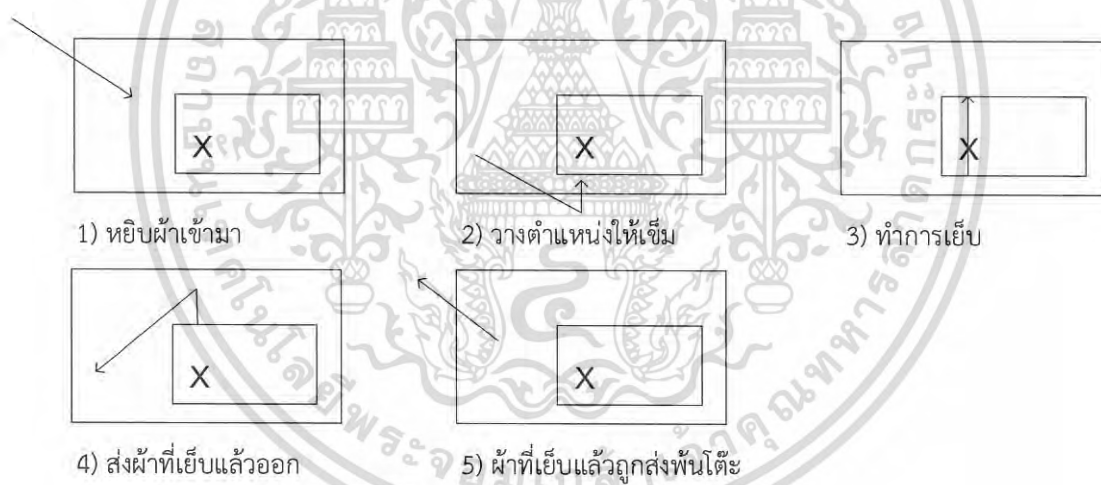 X
X
X
1) หยิบผ้าเข้ามา
2) วางตำแหน่งให้เข็ม
3) ทำการเย็บ
X
X
4) ส่งผ้าที่เย็บแล้วออก
5) ผ้าที่เย็บแล้วถูกส่งพ้นโต๊ะ